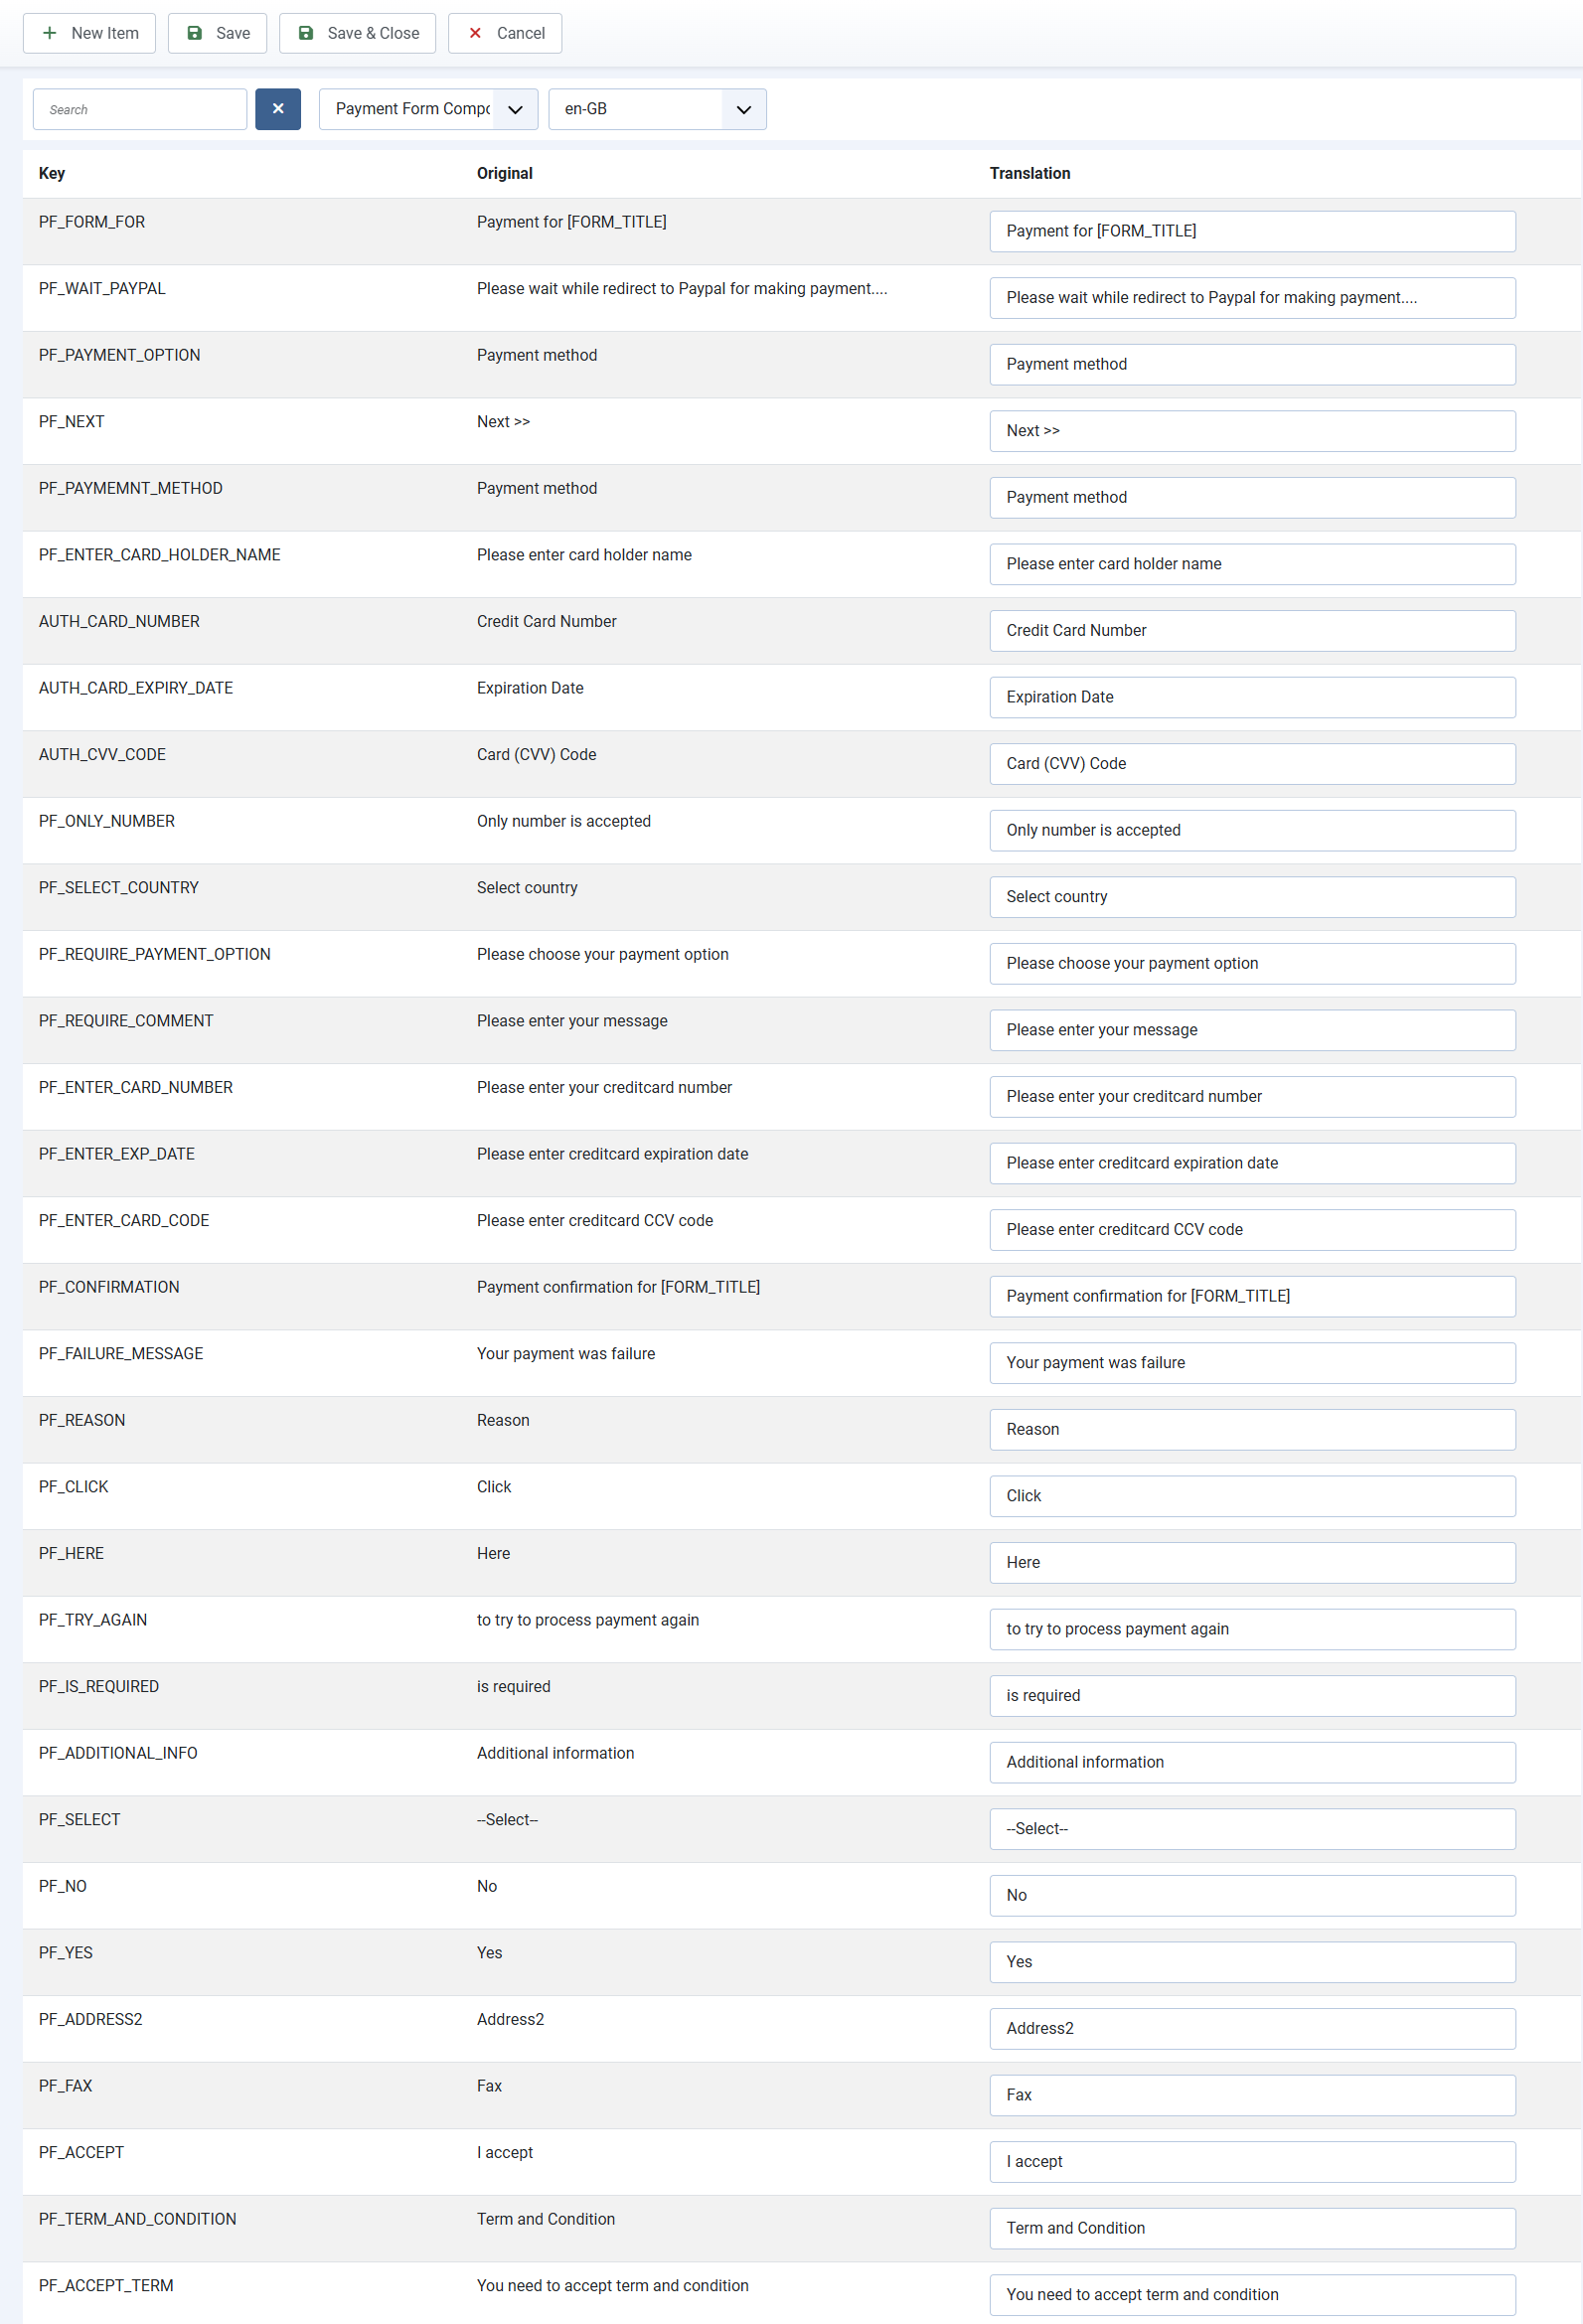 New Item Save Save & Close Cancel
Search Payment Form Compo en-GB
Key Original Translation
PF_FORM_FOR Payment for [FORM_TITLE] Payment for [FORM_TITLE]
PF_WAIT_PAYPAL Please wait while redirect to Paypal for making payment.... Please wait while redirect to Paypal for making payment....
PF_PAYMENT_OPTION Payment method Payment method
PF_NEXT Next >> Next >>
PF_PAYMEMNT_METHOD Payment method Payment method
PF_ENTER_CARD_HOLDER_NAME Please enter card holder name Please enter card holder name
AUTH_CARD_NUMBER Credit Card Number Credit Card Number
AUTH_CARD_EXPIRY_DATE Expiration Date Expiration Date
AUTH_CVV_CODE Card (CVV) Code Card (CVV) Code
PF_ONLY_NUMBER Only number is accepted Only number is accepted
PF_SELECT_COUNTRY Select country Select country
PF_REQUIRE_PAYMENT_OPTION Please choose your payment option Please choose your payment option
PF_REQUIRE_COMMENT Please enter your message Please enter your message
PF_ENTER_CARD_NUMBER Please enter your creditcard number Please enter your creditcard number
PF_ENTER_EXP_DATE Please enter creditcard expiration date Please enter creditcard expiration date
PF_ENTER_CARD_CODE Please enter creditcard CCV code Please enter creditcard CCV code
PF_CONFIRMATION Payment confirmation for [FORM_TITLE] Payment confirmation for [FORM_TITLE]
PF_FAILURE_MESSAGE Your payment was failure Your payment was failure
PF_REASON Reason Reason
PF_CLICK Click Click
PF_HERE Here Here
PF_TRY_AGAIN to try to process payment again to try to process payment again
PF_IS_REQUIRED is required is required
PF_ADDITIONAL_INFO Additional information Additional information
PF_SELECT --Select-- --Select--
PF_NO No No
PF_YES Yes Yes
PF_ADDRESS2 Address2 Address2
PF_FAX Fax Fax
PF_ACCEPT I accept I accept
PF_TERM_AND_CONDITION Term and Condition Term and Condition
PF_ACCEPT_TERM You need to accept term and condition You need to accept term and condition